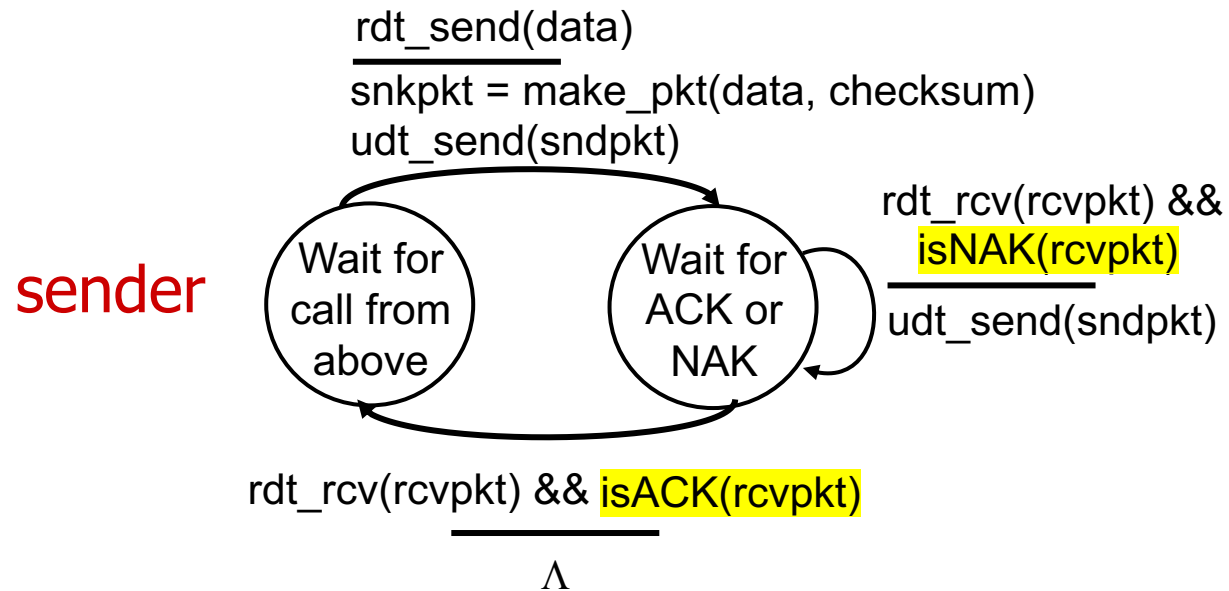 rdt_send(data)
snkpkt = make_pkt(data, checksum)
udt_send(sndpkt)
sender
Wait for
call from
above
Wait for
ACK or
NAK
rdt_rcv(rcvpkt) &&
isNAK(rcvpkt)
udt_send(sndpkt)
rdt_rcv(rcvpkt) && isACK(rcvpkt)
Λ